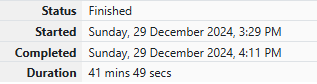 Status Finished
Started Sunday, 29 December 2024, 3:29 PM
Completed Sunday, 29 December 2024, 4:11 PM
Duration 41 mins 49 secs